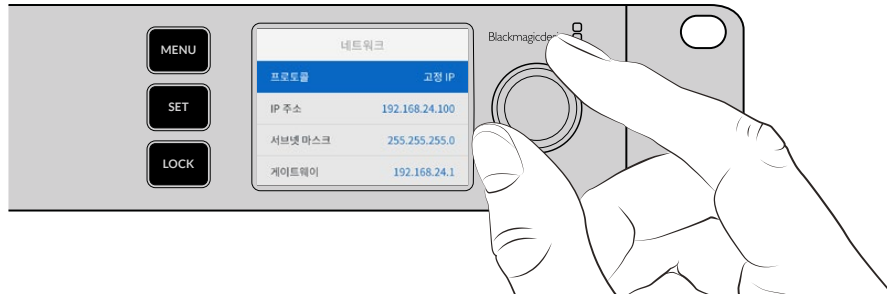 MENU
SET
LOCK
네트워크
프로토콜 고정 IP
IP 주소 192.168.24.100
서브넷 마스크 255.255.255.0
게이트웨이 192.168.24.1
Blackmagicde